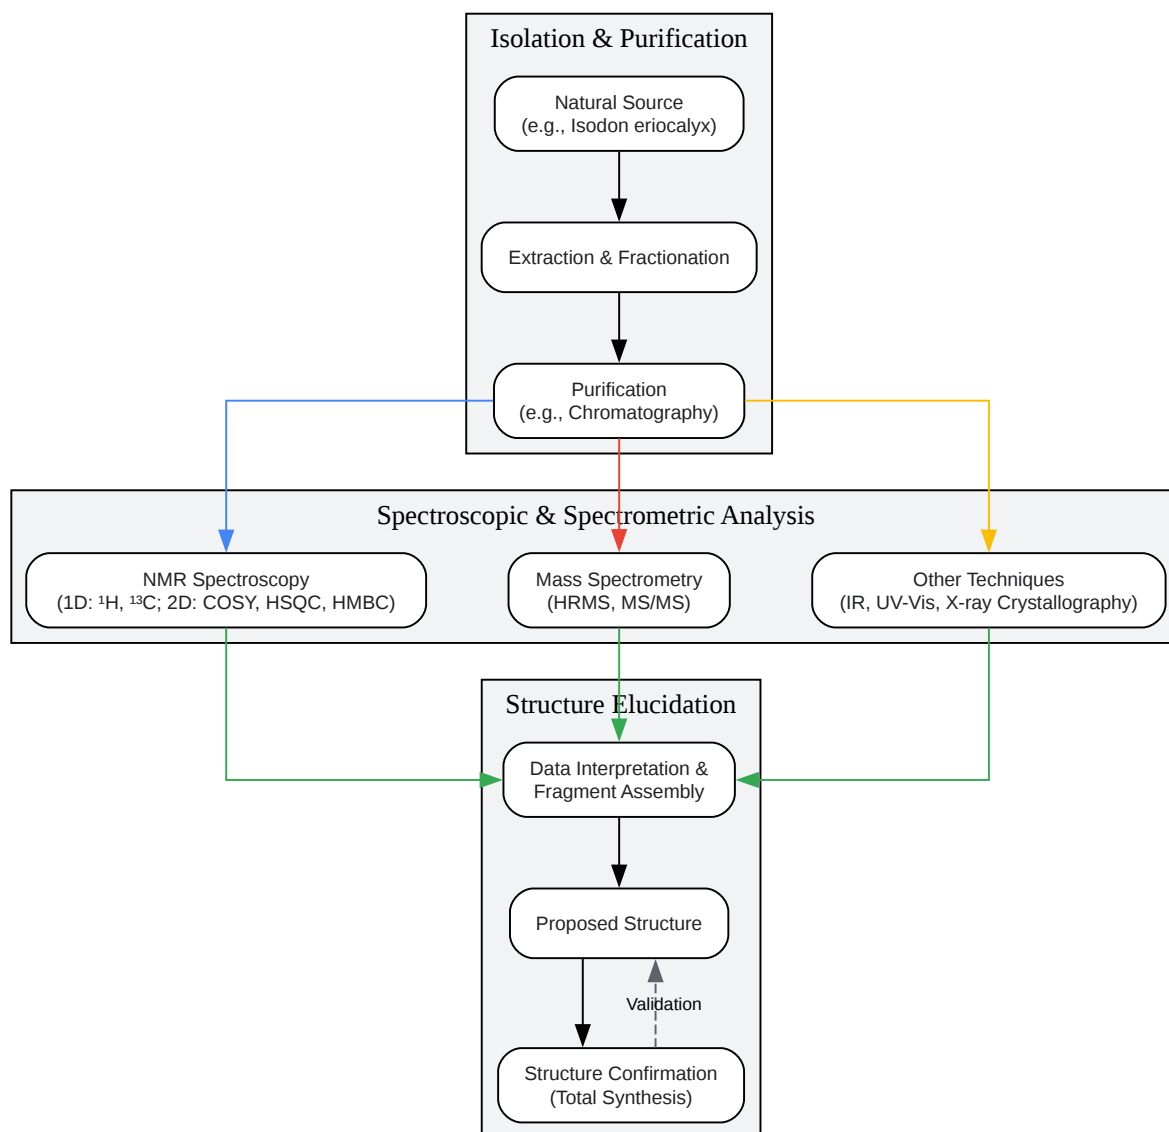 Isolation & Purification
Natural Source
(e.g., Isodon eriocalyx)
Extraction & Fractionation
Purification
(e.g., Chromatography)
Spectroscopic & Spectrometric Analysis
NMR Spectroscopy
(1D: ¹H, ¹³C; 2D: COSY, HSQC, HMBC)
Mass Spectrometry
(HRMS, MS/MS)
Other Techniques
(IR, UV-Vis, X-ray Crystallography)
Structure Elucidation
Data Interpretation &
Fragment Assembly
Proposed Structure
Validation
Structure Confirmation
(Total Synthesis)